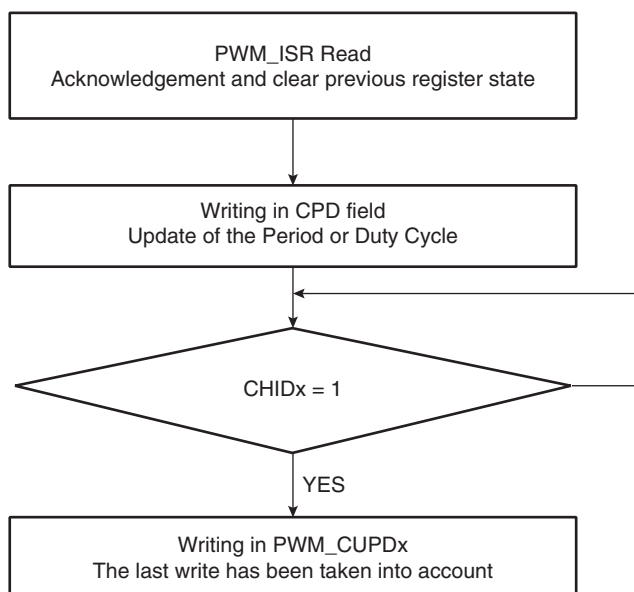 PWM_ISR Read
Acknowledgement and clear previous register state
Writing in CPD field
Update of the Period or Duty Cycle
CHIDx = 1
YES
Writing in PWM_CUPDx
The last write has been taken into account